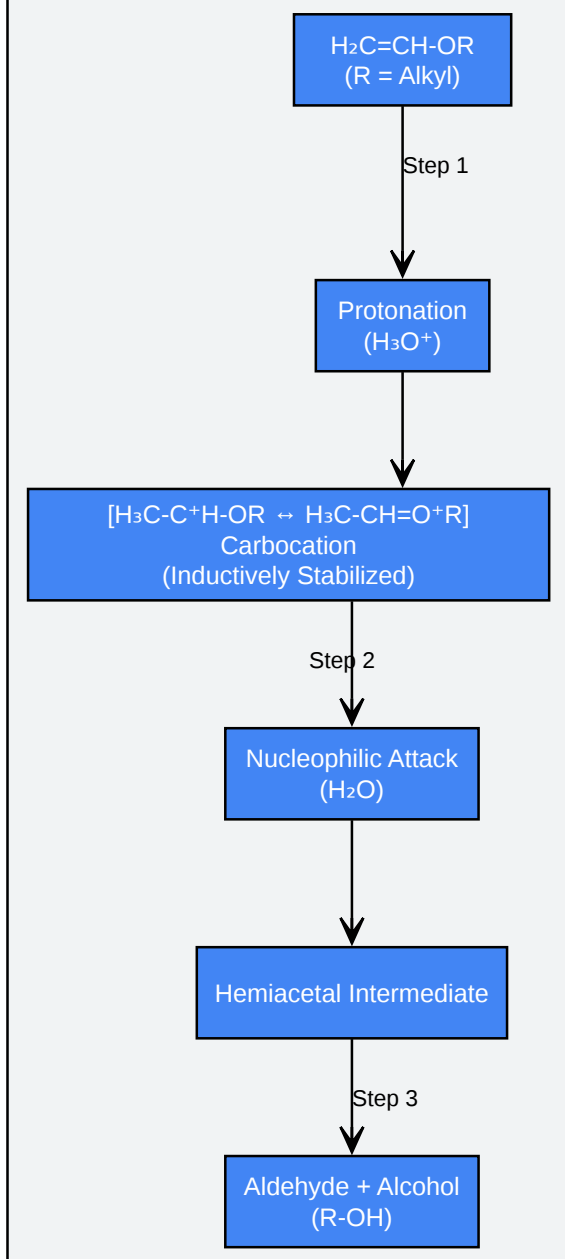 H₂C=CH-OR
(R = Alkyl)
Step 1
Protonation
(H₃O⁺)
[H₃C-C⁺H-OR ↔ H₃C-CH=O⁺R]
Carbocation
(Inductively Stabilized)
Step 2
Nucleophilic Attack
(H₂O)
Hemiacetal Intermediate
Step 3
Aldehyde + Alcohol
(R-OH)